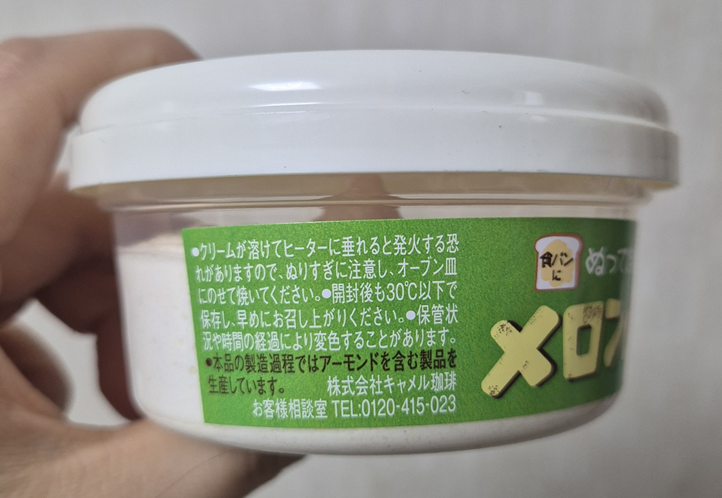 ●クリームが溶けてヒーターに垂れると発火する恐
れがありますので、ぬりすぎに注意し、オーブン皿
にのせて焼いてください。●開封後も30℃以下で
保存し、早めにお召し上がりください。●保管状
況や時間の経過により変色することがあります。
●本品の製造過程ではアーモンドを含む製品を
生産しています。
株式会社キャメル珈琲
お客様相談室 TEL:0120-415-023
食パン
に
ぬって
メロ